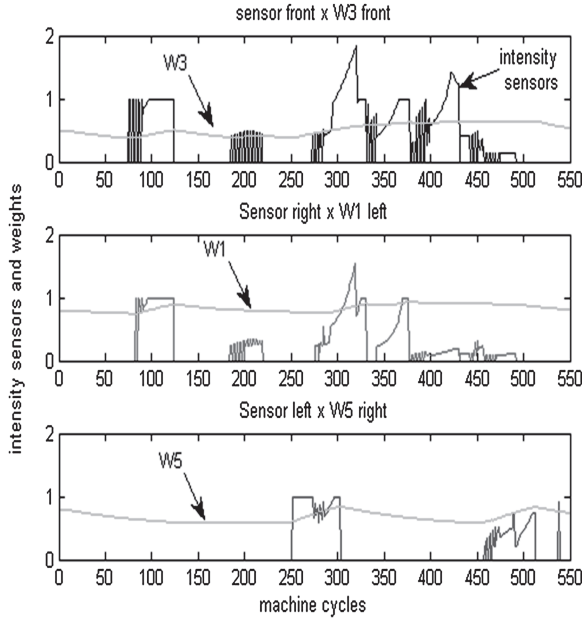 sensor front x W3 front
2
W3
intensity
sensors
1
0
0 50 100 150 200 250 300 350 400 450 500 550
Sensor right x W1 left
2
W1
1
0
0 50 100 150 200 250 300 350 400 450 500 550
Sensor left x W5 right
2
W5
1
0
0 50 100 150 200 250 300 350 400 450 500 550
machine cycles
intensity sensors and weights